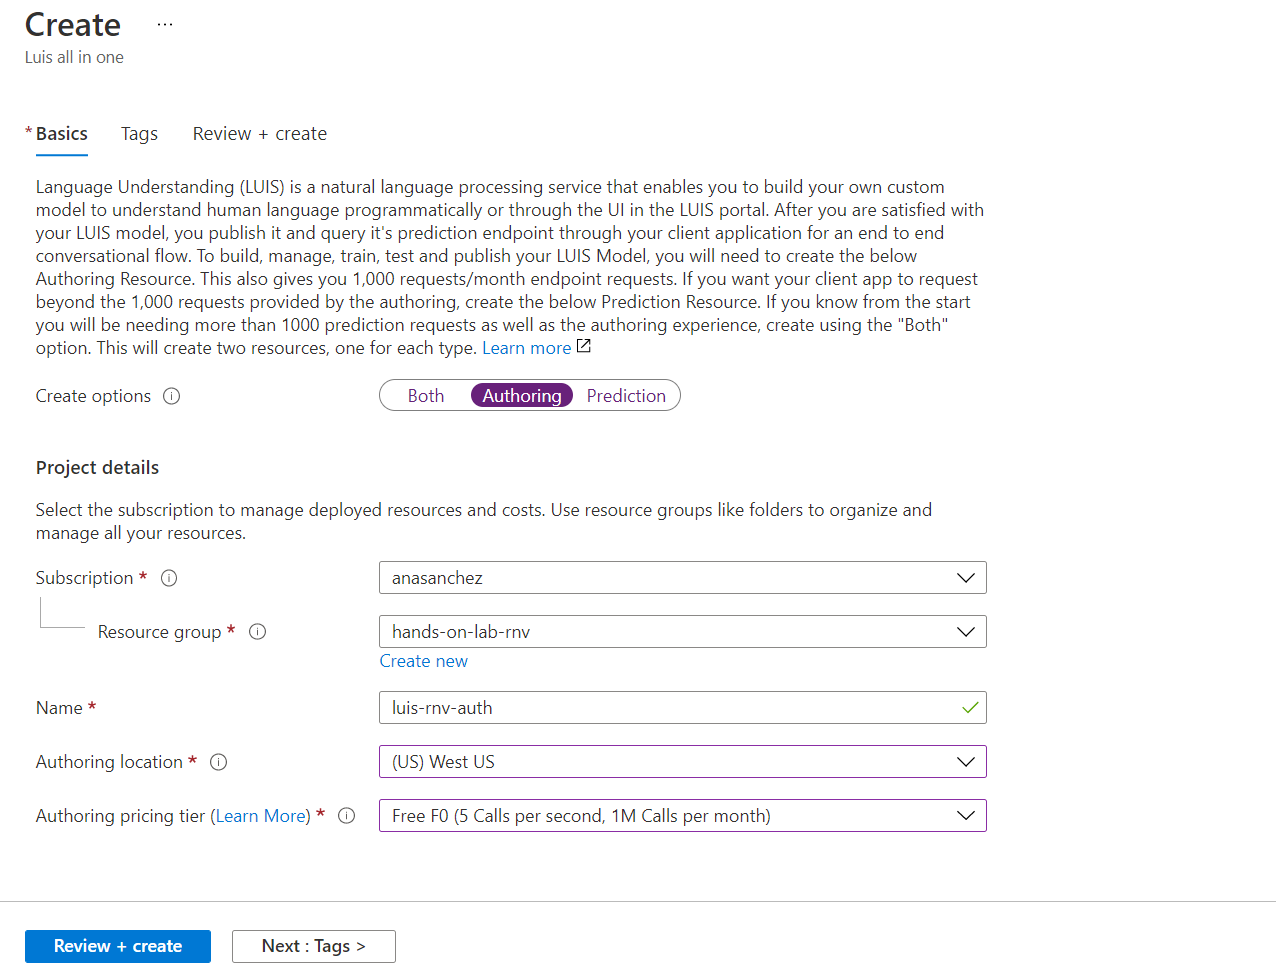 Create ...
Luis all in one
* Basics Tags Review + create
Language Understanding (LUIS) is a natural language processing service that enables you to build your own custom
model to understand human language programmatically or through the UI in the LUIS portal. After you are satisfied with
your LUIS model, you publish it and query it's prediction endpoint through your client application for an end to end
conversational flow. To build, manage, train, test and publish your LUIS Model, you will need to create the below
Authoring Resource. This also gives you 1,000 requests/month endpoint requests. If you want your client app to request
beyond the 1,000 requests provided by the authoring, create the below Prediction Resource. If you know from the start
you will be needing more than 1000 prediction requests as well as the authoring experience, create using the "Both"
option. This will create two resources, one for each type. Learn more
Create options Both Authoring Prediction
Project details
Select the subscription to manage deployed resources and costs. Use resource groups like folders to organize and
manage all your resources.
Subscription * anasanchez
Resource group * hands-on-lab-rnv
Create new
Name * luis-rnv-auth
Authoring location * (US) West US
Authoring pricing tier (Learn More) * Free F0 (5 Calls per second, 1M Calls per month)
Review + create Next : Tags >